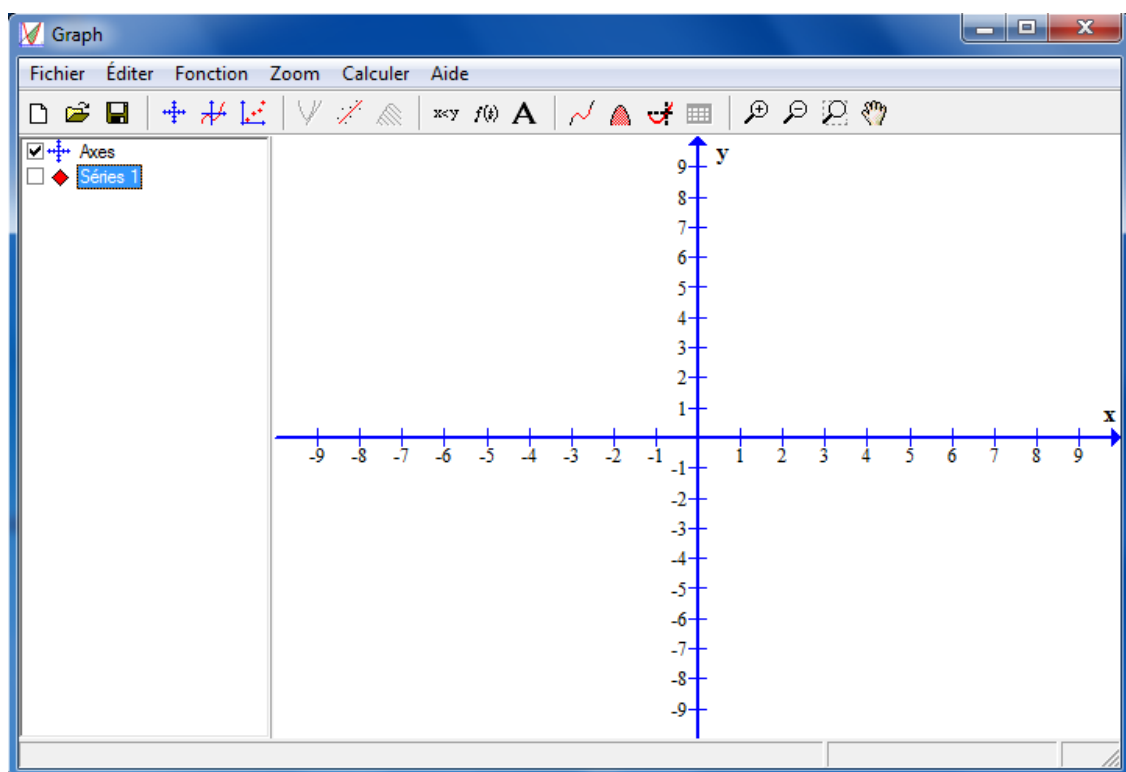 Graph
Fichier Éditer Fonction Zoom Calculer Aide
x<y f(t) A
Axes
Séries 1
y
9
8
7
6
5
4
3
2
1
x
-9 -8 -7 -6 -5 -4 -3 -2 -1 1 2 3 4 5 6 7 8 9
-1
-2
-3
-4
-5
-6
-7
-8
-9